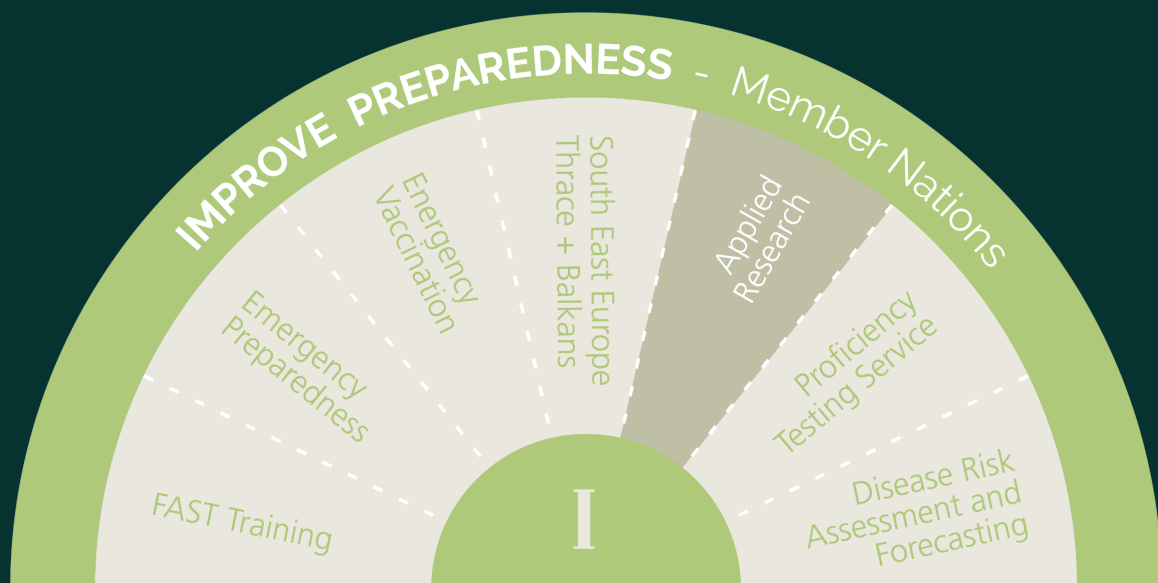 IMPROVE PREPAREDNESS - Member Nations
FAST Training
Emergency
Preparedness
Emergency
Vaccination
South East Europe
Thrace + Balkans
Applied
Research
Proficiency
Testing Service
Disease Risk
Assessment and
Forecasting
I